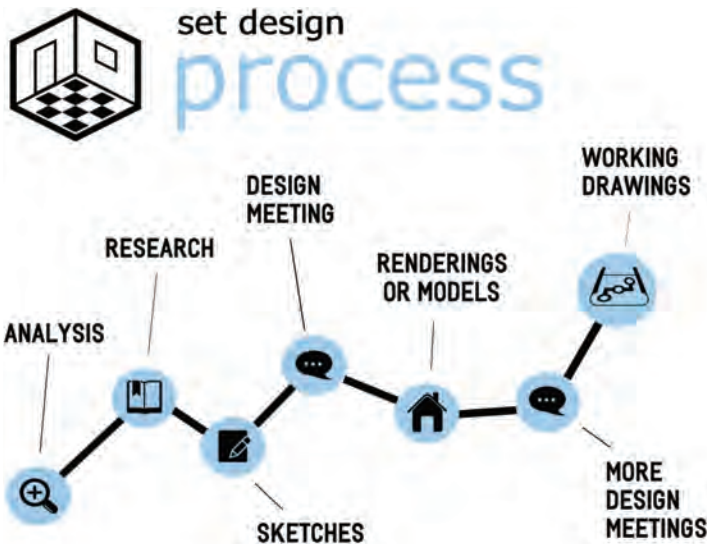 set design
process
ANALYSIS
RESEARCH
SKETCHES
DESIGN
MEETING
RENDERINGS
OR MODELS
MORE
DESIGN
MEETINGS
WORKING
DRAWINGS